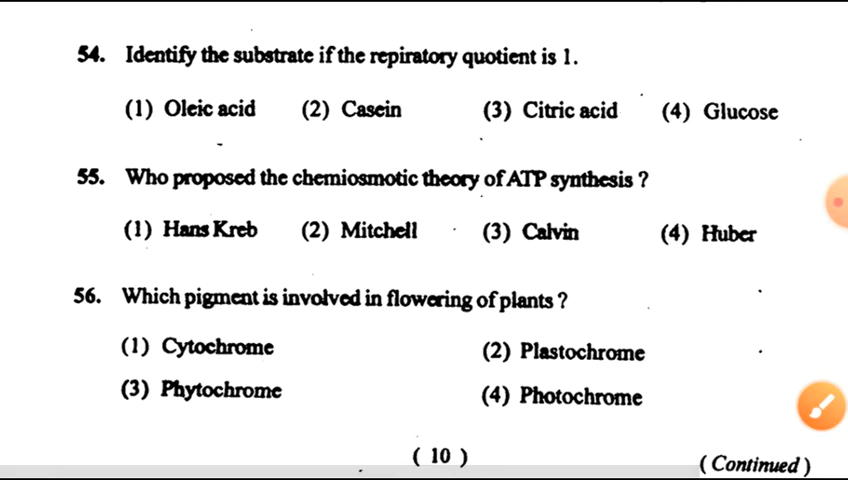 54. Identify the substrate if the repiratory quotient is 1.
(1) Oleic acid (2) Casein (3) Citric acid (4) Glucose
55. Who proposed the chemiosmotic theory of ATP synthesis ?
(1) Hans Kreb (2) Mitchell (3) Calvin (4) Huber
56. Which pigment is involved in flowering of plants ?
(1) Cytochrome (2) Plastochrome
(3) Phytochrome (4) Photochrome
( 10 )
( Continued )